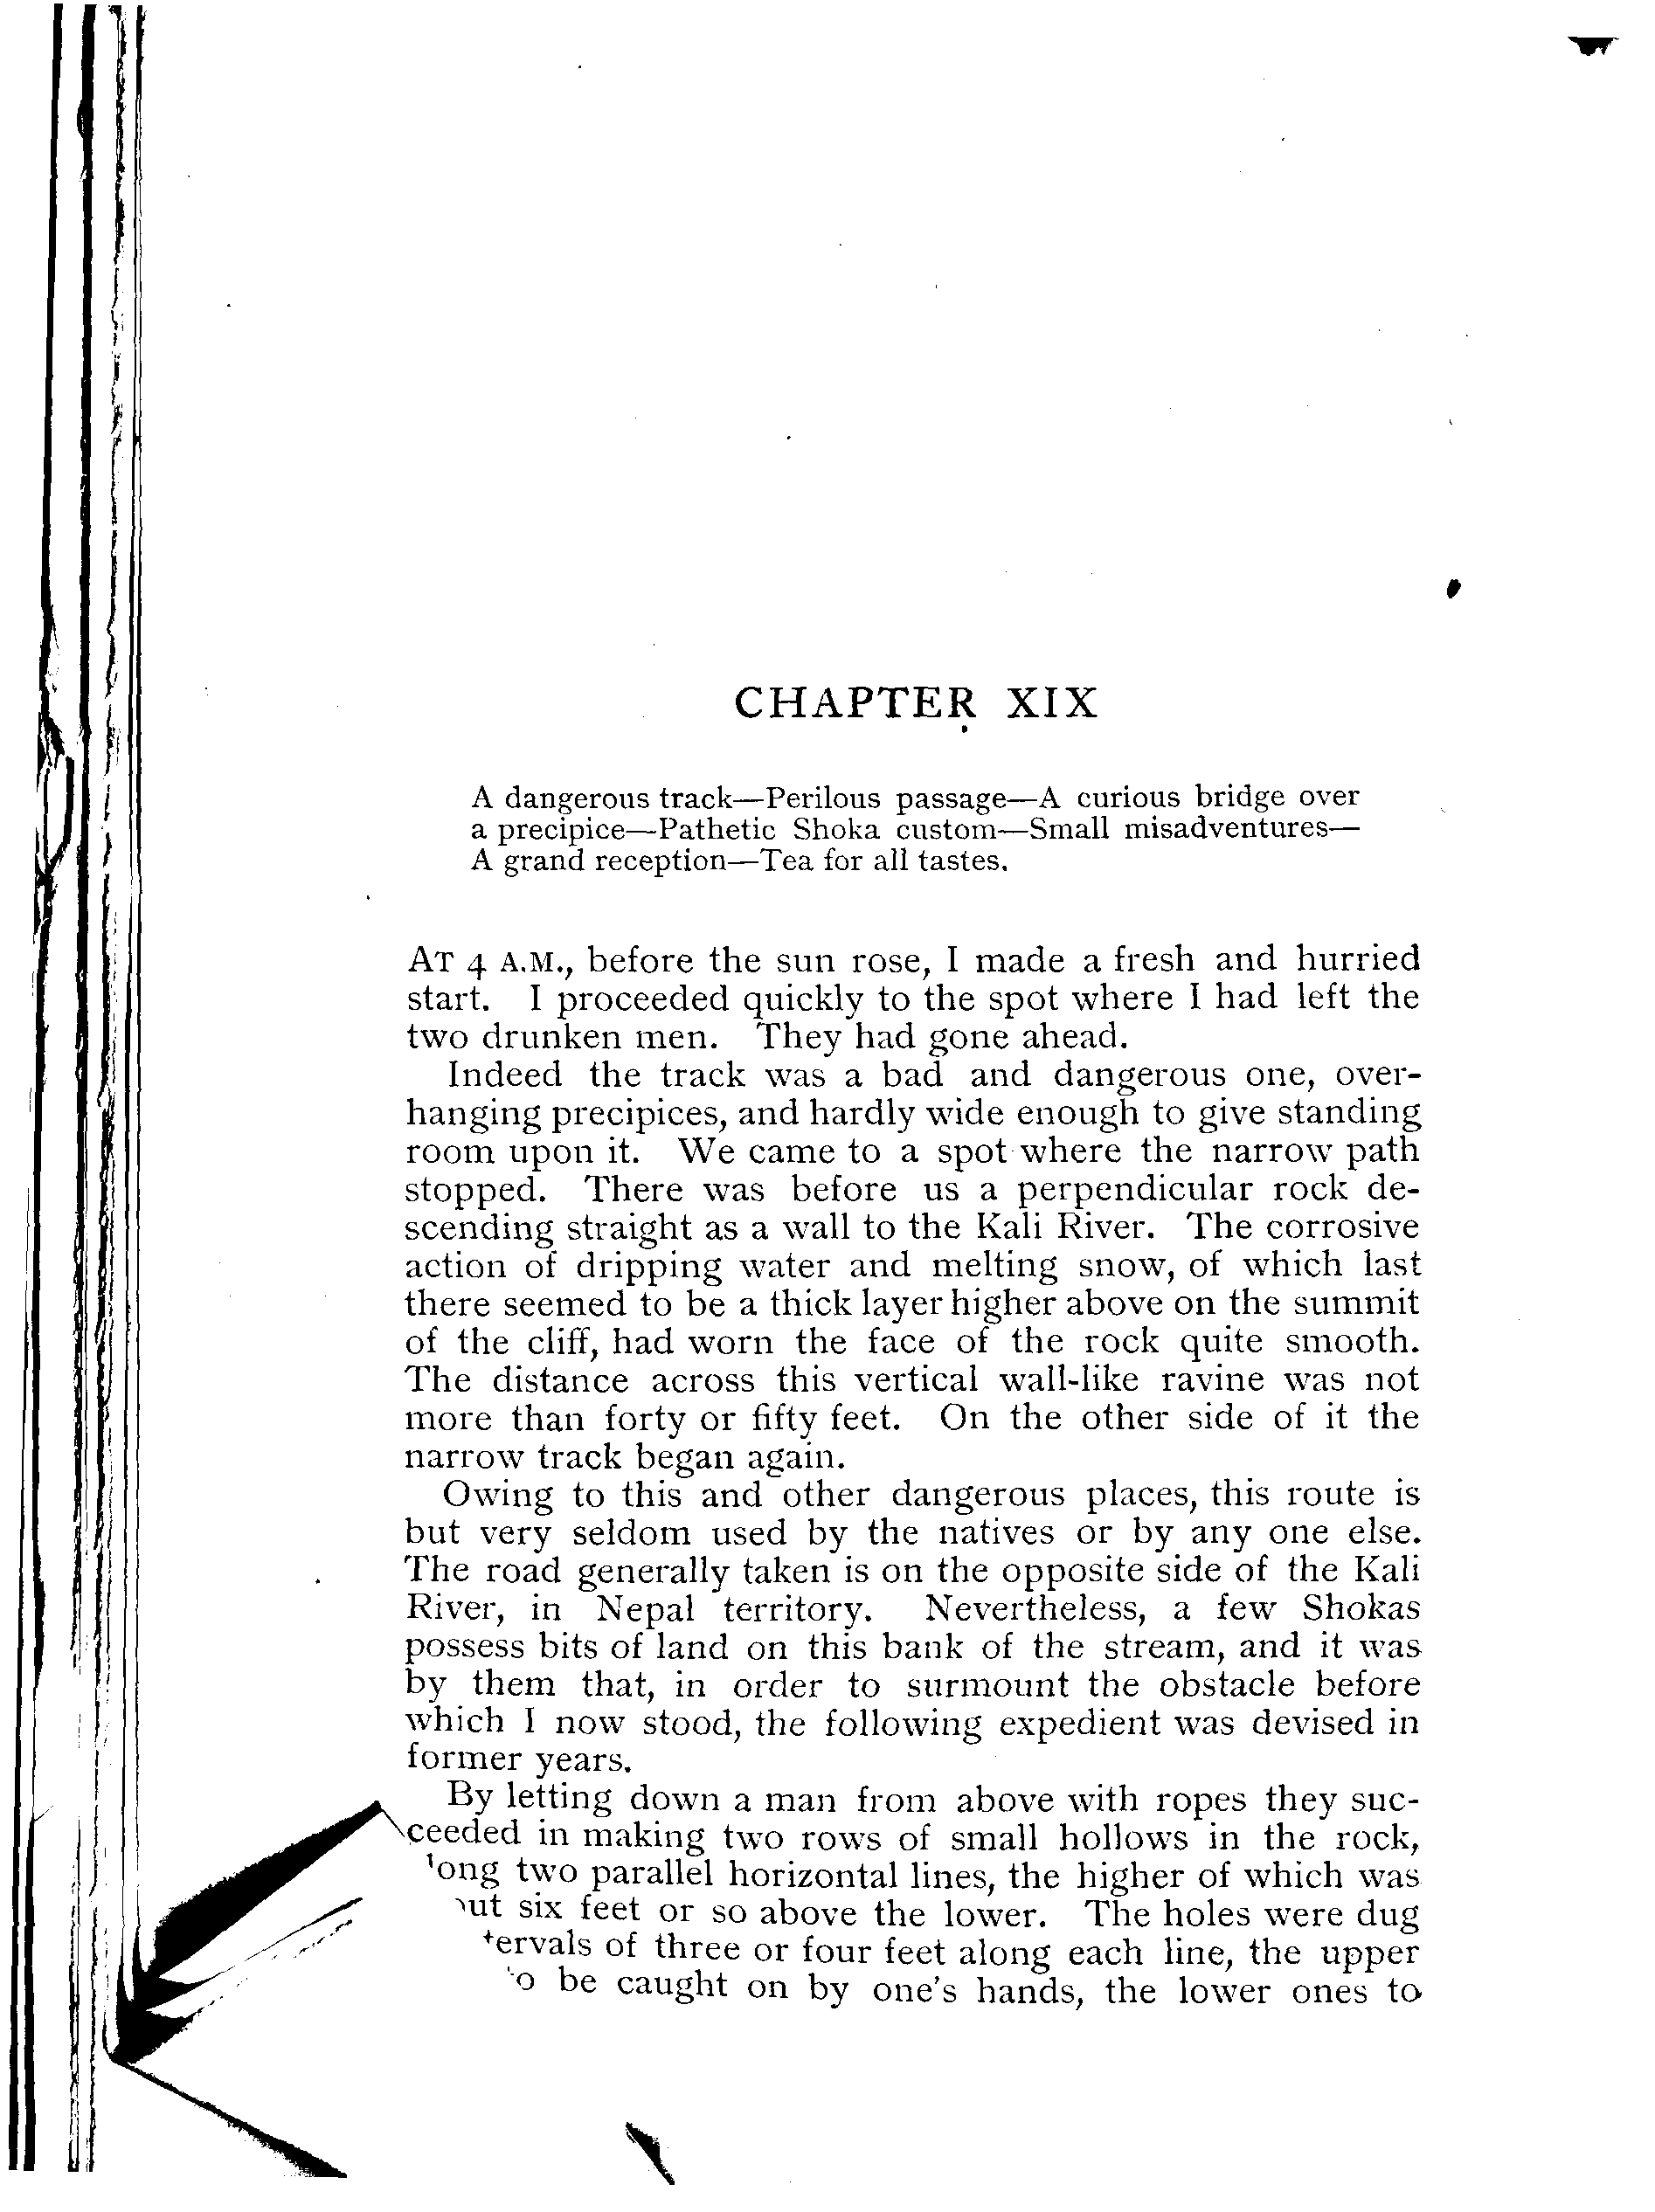 CHAPTER XIX
A dangerous track—Perilous passage—A curious bridge over
a precipice—Pathetic Shoka custom—Small misadventures—
A grand reception—Tea for all tastes.
AT 4 A.M., before the sun rose, I made a fresh and hurried
start. I proceeded quickly to the spot where I had left the
two drunken men. They had gone ahead.
Indeed the track was a bad and dangerous one, over-
hanging precipices, and hardly wide enough to give standing
room upon it. We came to a spot where the narrow path
stopped. There was before us a perpendicular rock de-
scending straight as a wall to the Kali River. The corrosive
action of dripping water and melting snow, of which last
there seemed to be a thick layer higher above on the summit
of the cliff, had worn the face of the rock quite smooth.
The distance across this vertical wall-like ravine was not
more than forty or fifty feet. On the other side of it the
narrow track began again.
Owing to this and other dangerous places, this route is
but very seldom used by the natives or by any one else.
The road generally taken is on the opposite side of the Kali
River, in Nepal territory. Nevertheless, a few Shokas
possess bits of land on this bank of the stream, and it was
by them that, in order to surmount the obstacle before
which I now stood, the following expedient was devised in
former years.
By letting down a man from above with ropes they suc-
ceeded in making two rows of small hollows in the rock,
two parallel horizontal lines, the higher of which was
six feet or so above the lower. The holes were dug
of three or four feet along each line, the upper
be caught on by one's hands, the lower ones to